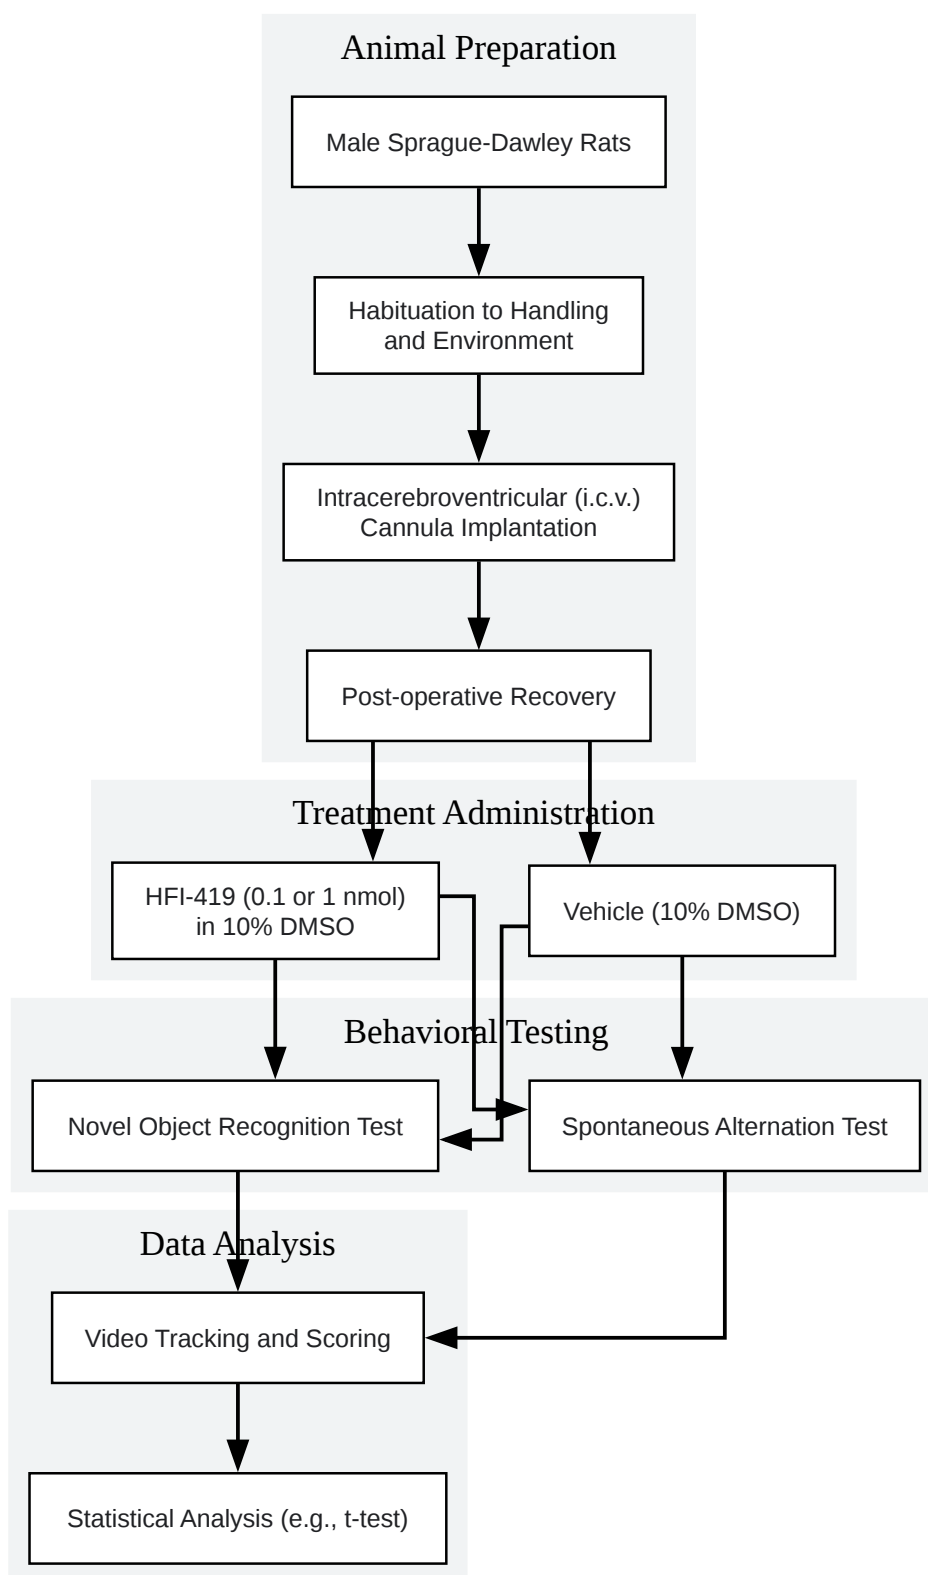 Animal Preparation
Male Sprague-Dawley Rats
Habituation to Handling
and Environment
Intracerebroventricular (i.c.v.)
Cannula Implantation
Post-operative Recovery
Treatment Administration
HFI-419 (0.1 or 1 nmol)
in 10% DMSO
Vehicle (10% DMSO)
Behavioral Testing
Novel Object Recognition Test
Spontaneous Alternation Test
Data Analysis
Video Tracking and Scoring
Statistical Analysis (e.g., t-test)